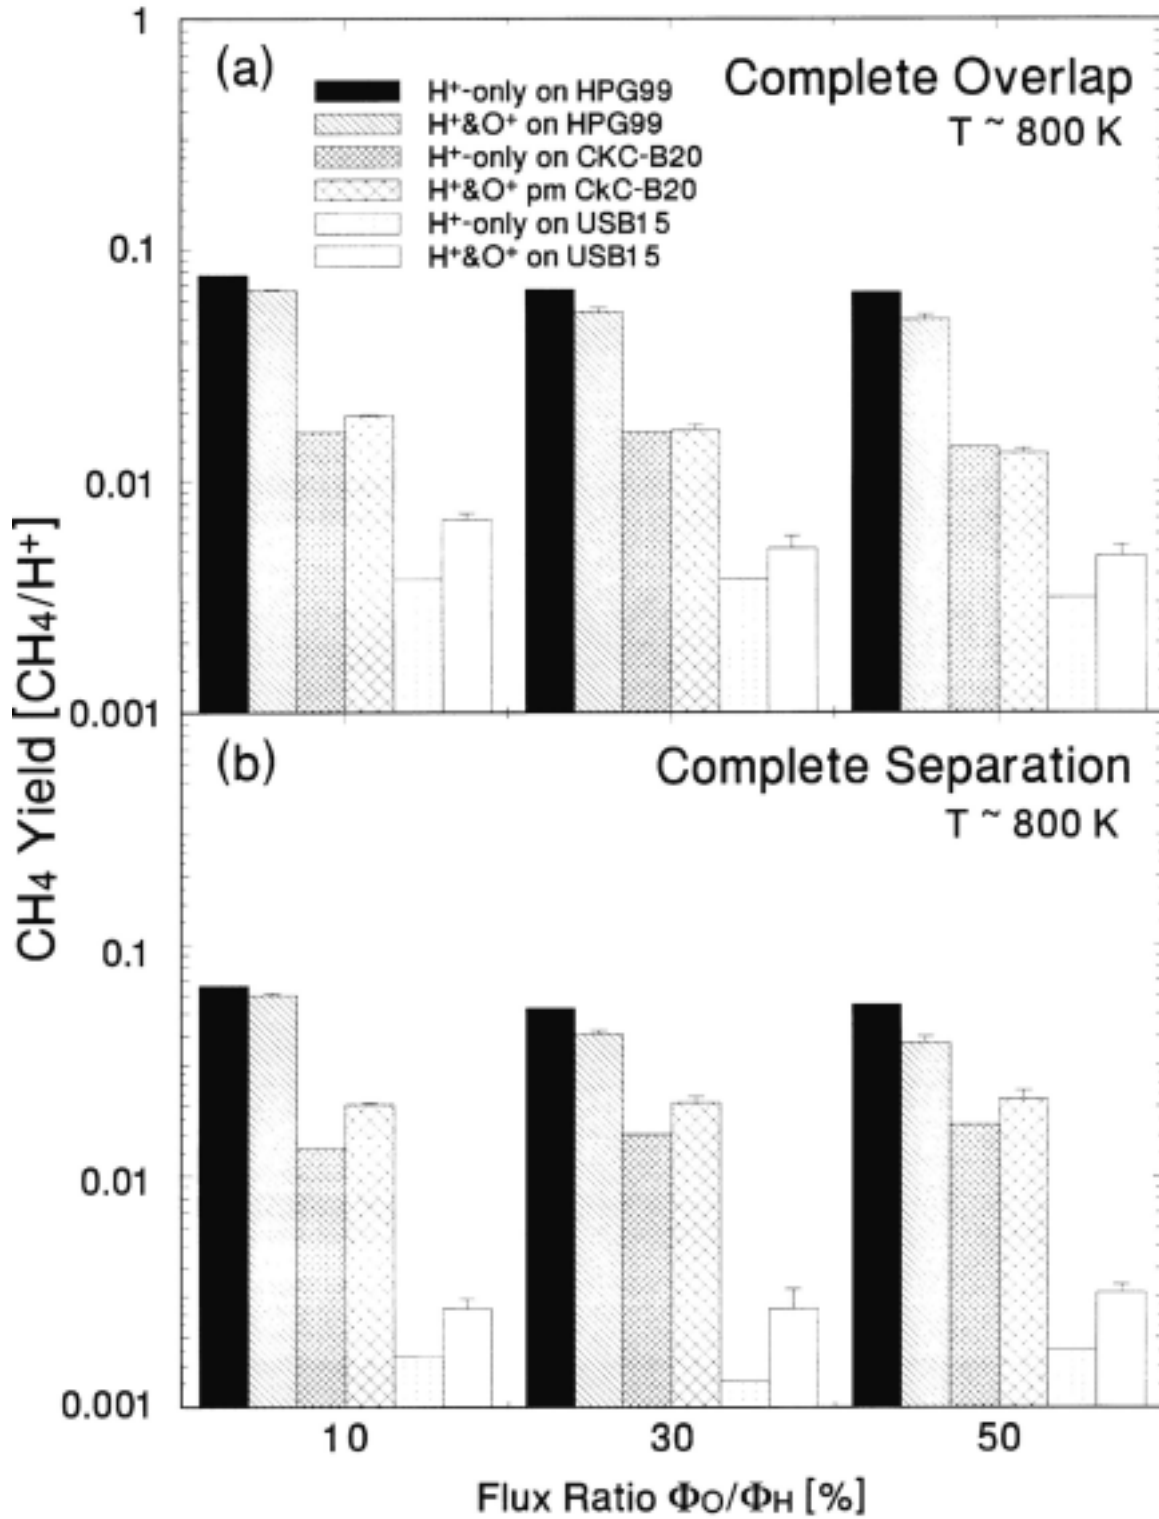 1
(a)
Complete Overlap
T ~ 800 K
H⁺-only on HPG99
H⁺&O⁺ on HPG99
H⁺-only on CKC-B20
H⁺&O⁺ pm CkC-B20
H⁺-only on USB15
H⁺&O⁺ on USB15
0.1
0.01
0.001
CH₄ Yield [CH₄/H⁺]
(b)
Complete Separation
T ~ 800 K
0.1
0.01
0.001
10 30 50
Flux Ratio Φ_O/Φ_H [%]